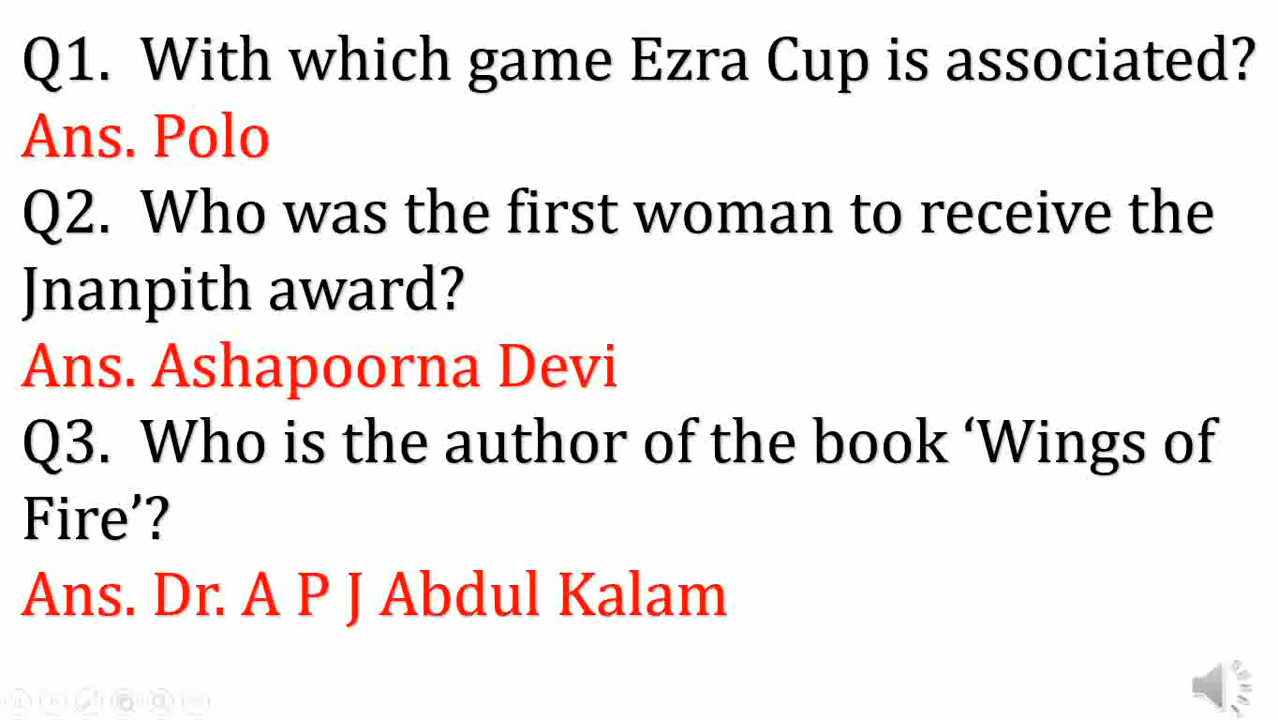 Q1.  With which game Ezra Cup is associated?
Ans. Polo
Q2.  Who was the first woman to receive the
Jnanpith award?
Ans. Ashapoorna Devi
Q3.  Who is the author of the book ‘Wings of
Fire’?
Ans. Dr. A P J Abdul Kalam